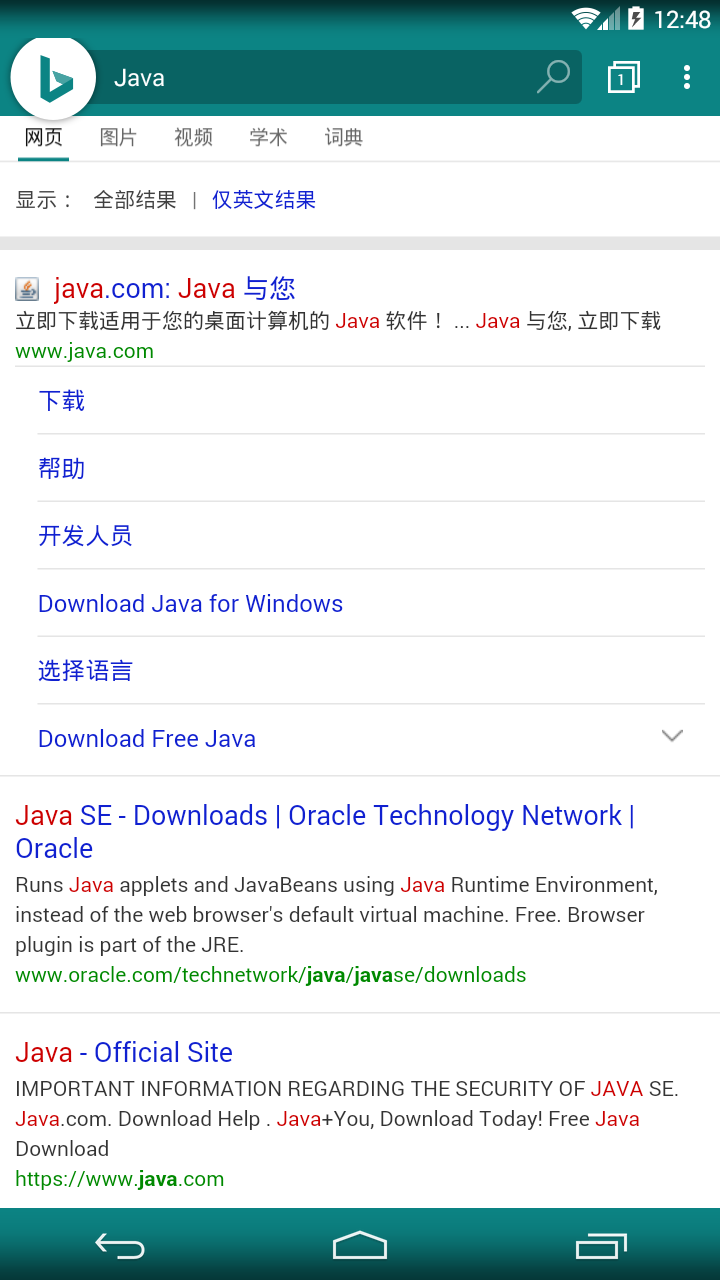 12:48
Java
1
网页 图片 视频 学术 词典
显示： 全部结果 | 仅英文结果
java.com: Java 与您
立即下载适用于您的桌面计算机的 Java 软件！ ... Java 与您, 立即下载
www.java.com
下载
帮助
开发人员
Download Java for Windows
选择语言
Download Free Java
Java SE - Downloads | Oracle Technology Network |
Oracle
Runs Java applets and JavaBeans using Java Runtime Environment,
instead of the web browser's default virtual machine. Free. Browser
plugin is part of the JRE.
www.oracle.com/technetwork/java/javase/downloads
Java - Official Site
IMPORTANT INFORMATION REGARDING THE SECURITY OF JAVA SE.
Java.com. Download Help . Java+You, Download Today! Free Java
Download
https://www.java.com